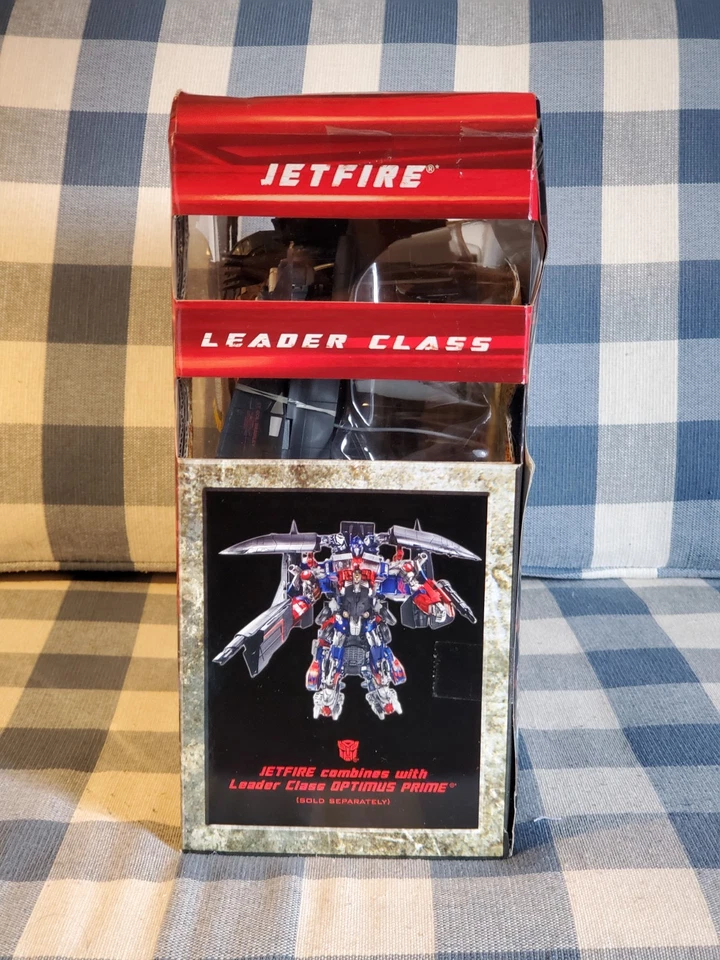 JETFIRE®
LEADER CLASS
JETFIRE combines with
Leader Class OPTIMUS PRIME®
(SOLD SEPARATELY)